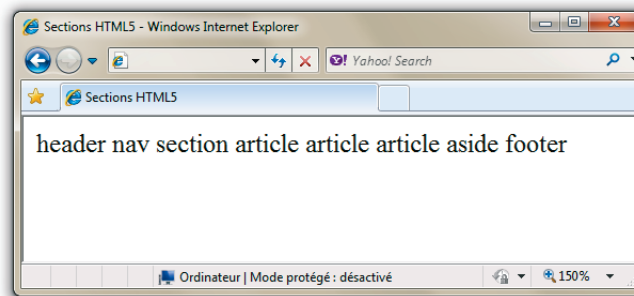 Sections HTML5 - Windows Internet Explorer
Yahoo! Search
Sections HTML5
header nav section article article article aside footer
Ordinateur | Mode protégé : désactivé
150%